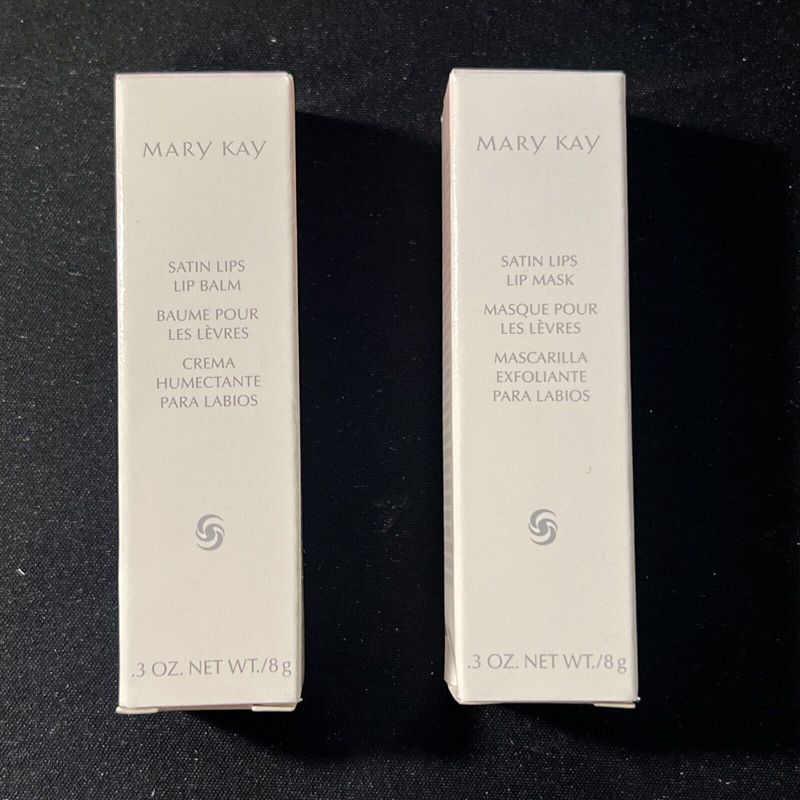 MARY KAY
SATIN LIPS
LIP BALM
BAUME POUR
LES LÈVRES
CREMA
HUMECTANTE
PARA LABIOS
.3 OZ. NET WT./8 g
MARY KAY
SATIN LIPS
LIP MASK
MASQUE POUR
LES LÈVRES
MASCARILLA
EXFOLIANTE
PARA LABIOS
.3 OZ. NET WT./8 g